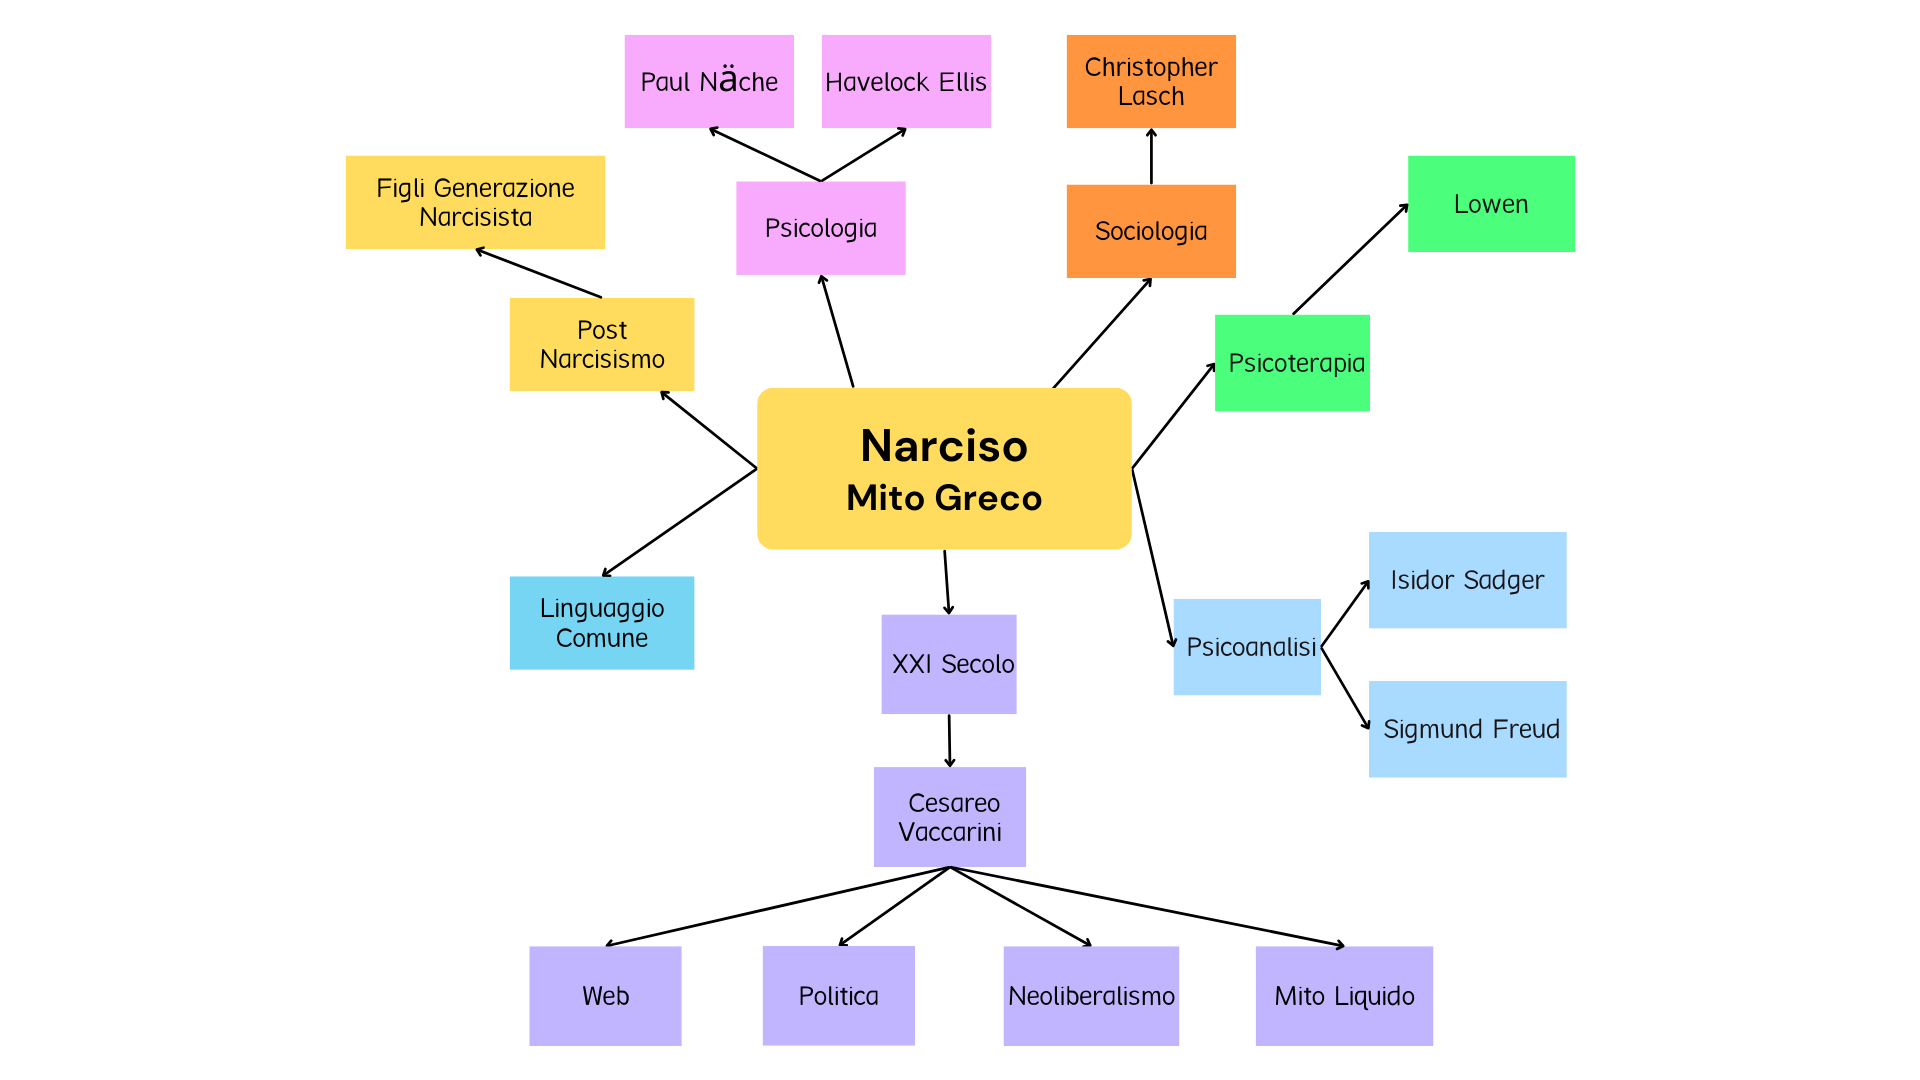 Paul Näche
Havelock Ellis
Christopher
Lasch
Figli Generazione
Narcisista
Psicologia
Sociologia
Lowen
Post
Narcisismo
Psicoterapia
Narciso
Mito Greco
Linguaggio
Comune
XXI Secolo
Psicoanalisi
Isidor Sadger
Sigmund Freud
Cesareo
Vaccarini
Web
Politica
Neoliberalismo
Mito Liquido